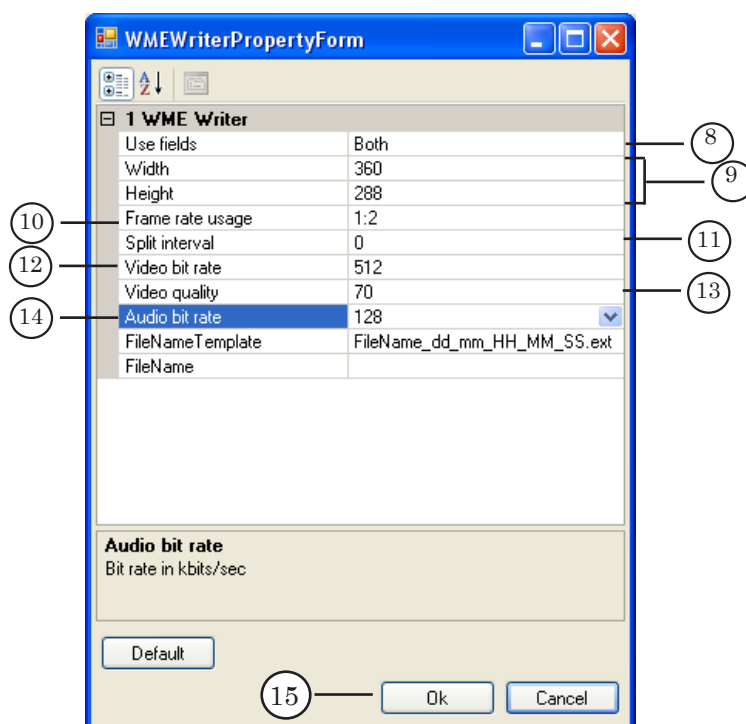 WMEWriterPropertyForm
1 WME Writer
Use fields Both 8
Width 360
9
Height 288
10 Frame rate usage 1:2
Split interval 0 11
12 Video bit rate 512
Video quality 70 13
14 Audio bit rate 128
FileNameTemplate FileName_dd_mm_HH_MM_SS.ext
FileName
Audio bit rate
Bit rate in kbits/sec
Default
15 Ok Cancel